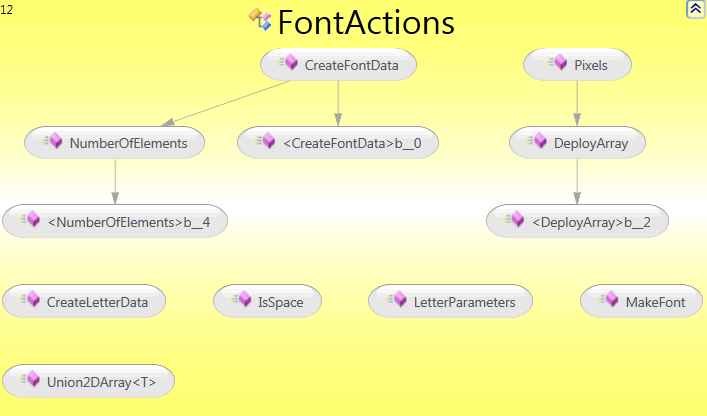 12
FontActions
CreateFontData
Pixels
NumberOfElements
<CreateFontData>b__0
DeployArray
<NumberOfElements>b__4
<DeployArray>b__2
CreateLetterData
IsSpace
LetterParameters
MakeFont
Union2DArray<T>